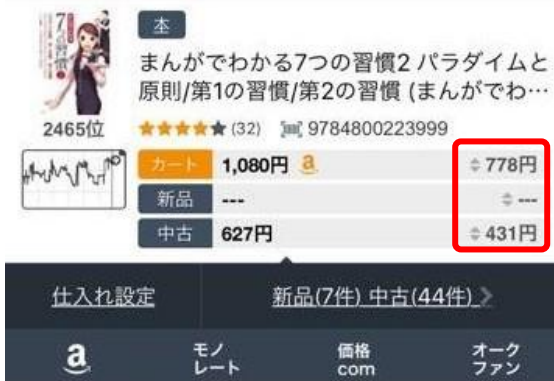 本
まんがでわかる7つの習慣2 パラダイムと
原則/第1の習慣/第2の習慣 (まんがでわ…
7つの習慣
2465位
(32) 9784800223999
カート 1,080円 a 778円
新品 --- ---
中古 627円 431円
仕入れ設定 新品(7件) 中古(44件)
a
モノ
レート
価格
com
オーク
ファン